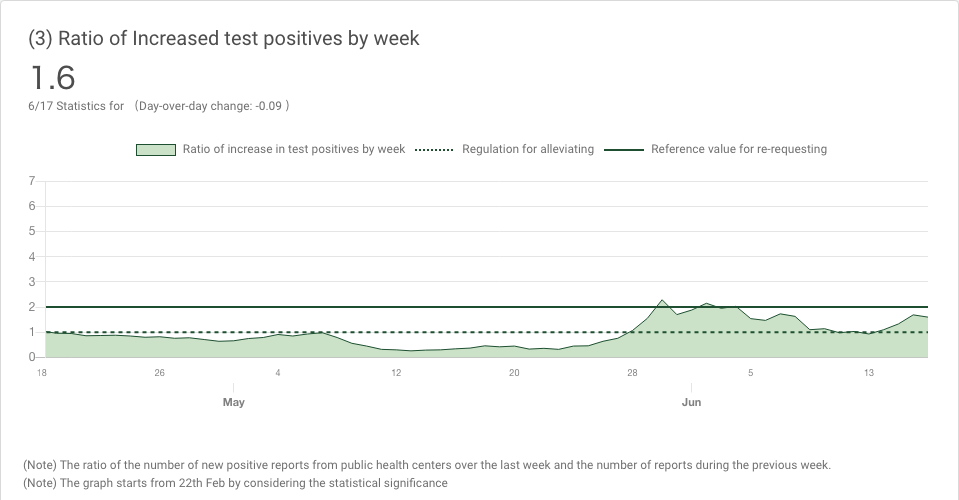 (3) Ratio of Increased test positives by week
1.6
6/17 Statistics for （Day-over-day change: -0.09 ）
Ratio of increase in test positives by week Regulation for alleviating Reference value for re-requesting
7
6
5
4
3
2
1
0
18 26 4 12 20 28 5 13
May Jun
(Note) The ratio of the number of new positive reports from public health centers over the last week and the number of reports during the previous week.
(Note) The graph starts from 22th Feb by considering the statistical significance